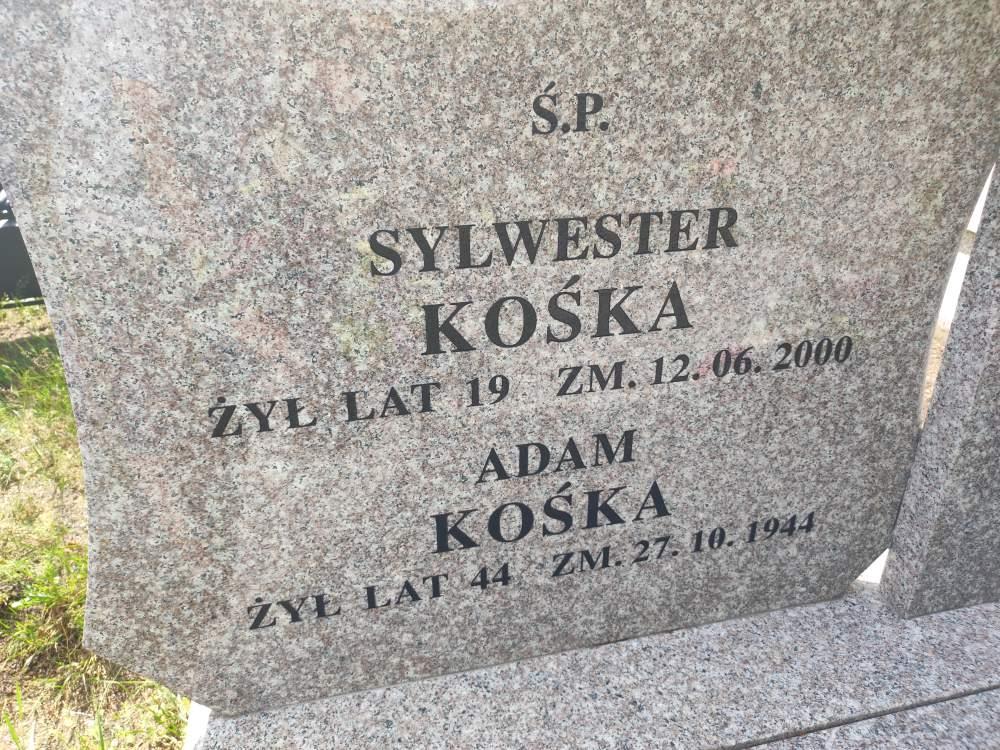 Ś.P.
SYLWESTER
KOŚKA
ŻYŁ LAT 19 ZM. 12.06.2000
ADAM
KOŚKA
ŻYŁ LAT 44 ZM. 27.10.1944